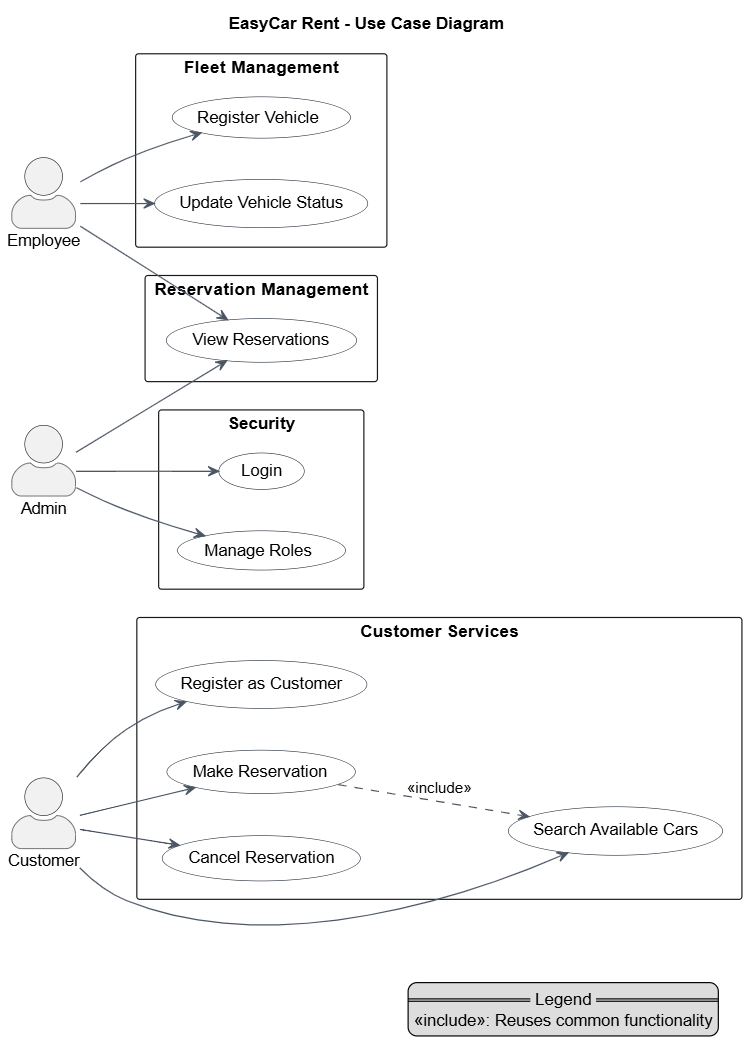 EasyCar Rent - Use Case Diagram
Fleet Management
Register Vehicle
Update Vehicle Status
Employee
Reservation Management
View Reservations
Security
Login
Admin
Manage Roles
Customer Services
Register as Customer
Make Reservation
«include»
Search Available Cars
Cancel Reservation
Customer
Legend
«include»: Reuses common functionality